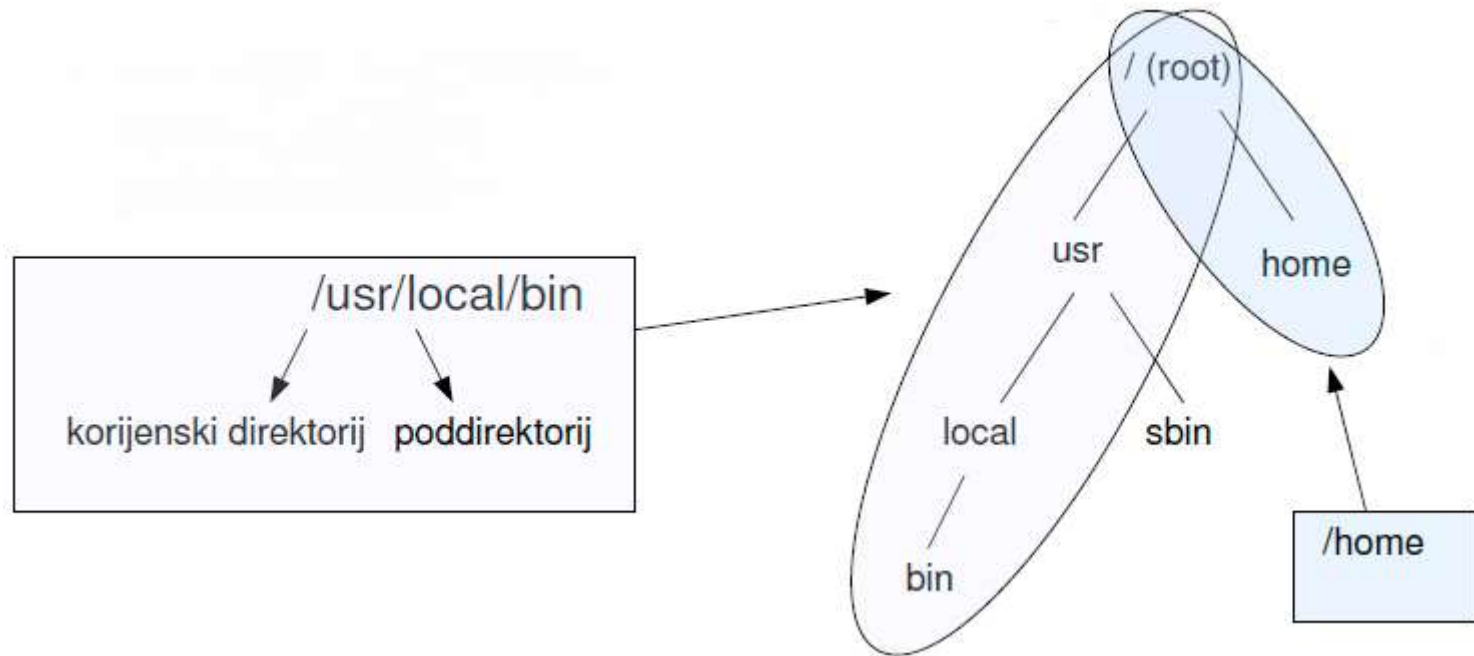 /usr/local/bin
korijenski direktorij poddirektorij
/ (root)
usr
home
local
sbin
bin
/home